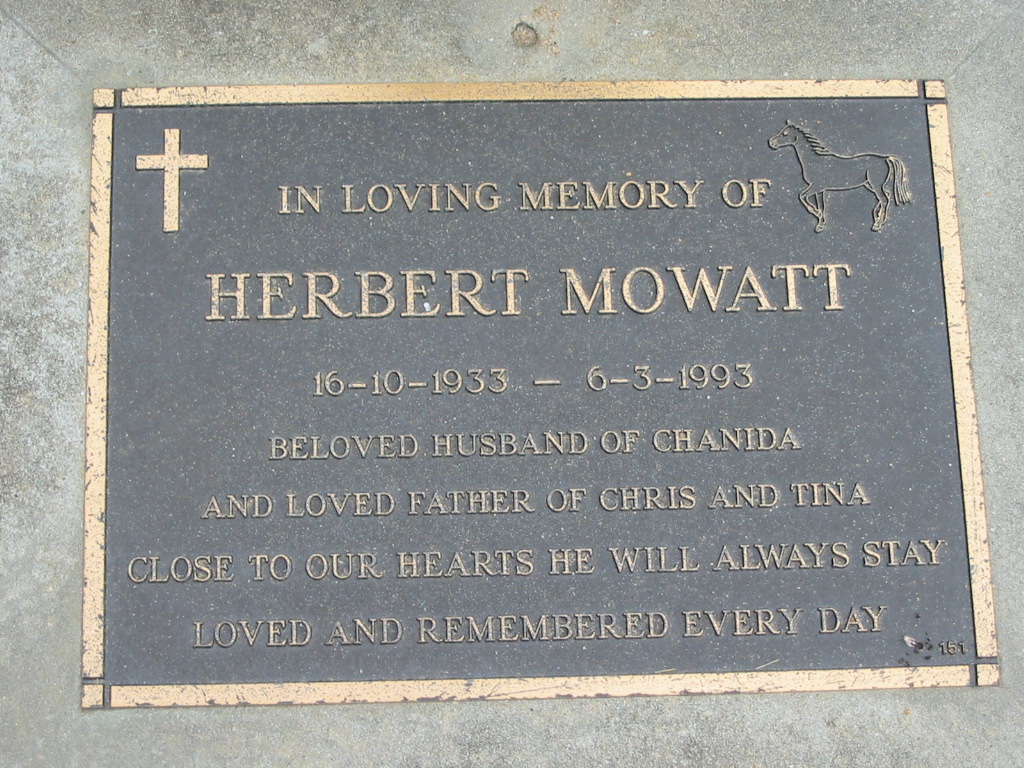 IN LOVING MEMORY OF
HERBERT MOWATT
16-10-1933 — 6-3-1993
BELOVED HUSBAND OF CHANIDA
AND LOVED FATHER OF CHRIS AND TINA
CLOSE TO OUR HEARTS HE WILL ALWAYS STAY
LOVED AND REMEMBERED EVERY DAY
151